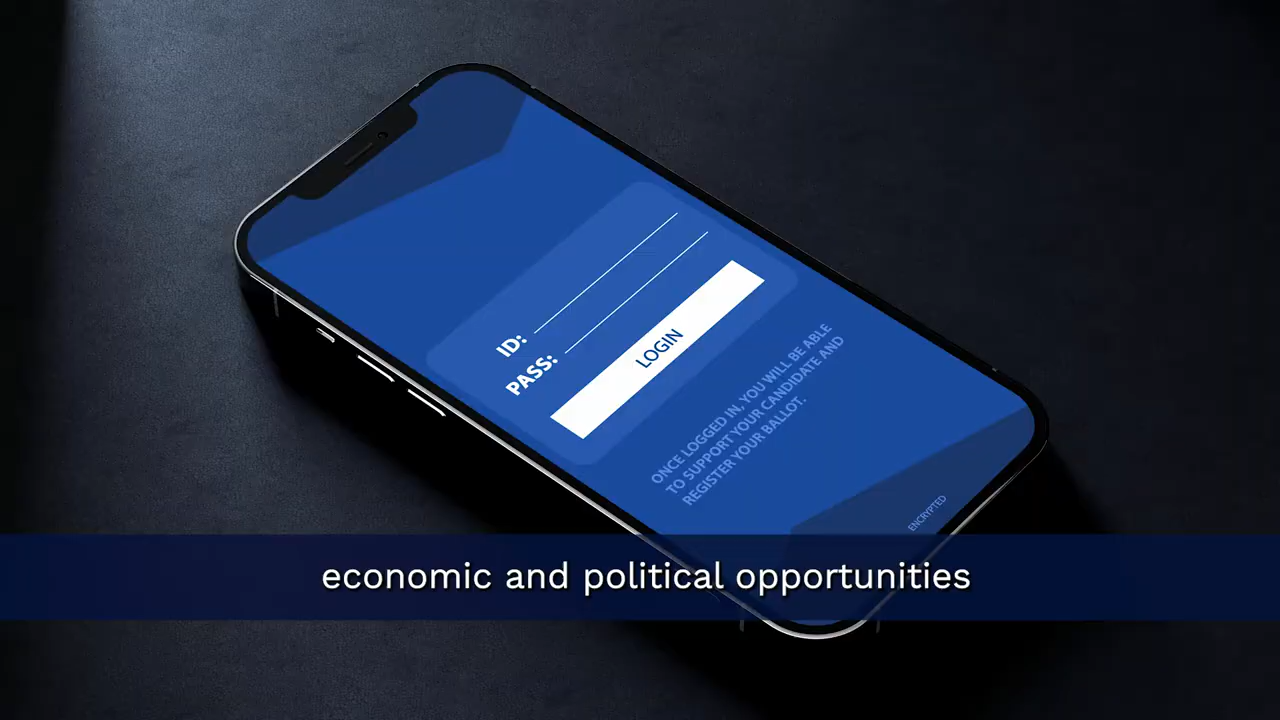 ID:
PASS:
LOGIN
ONCE LOGGED IN, YOU WILL BE ABLE
TO SUPPORT YOUR CANDIDATE AND
REGISTER YOUR BALLOT.
ENCRYPTED
economic and political opportunities